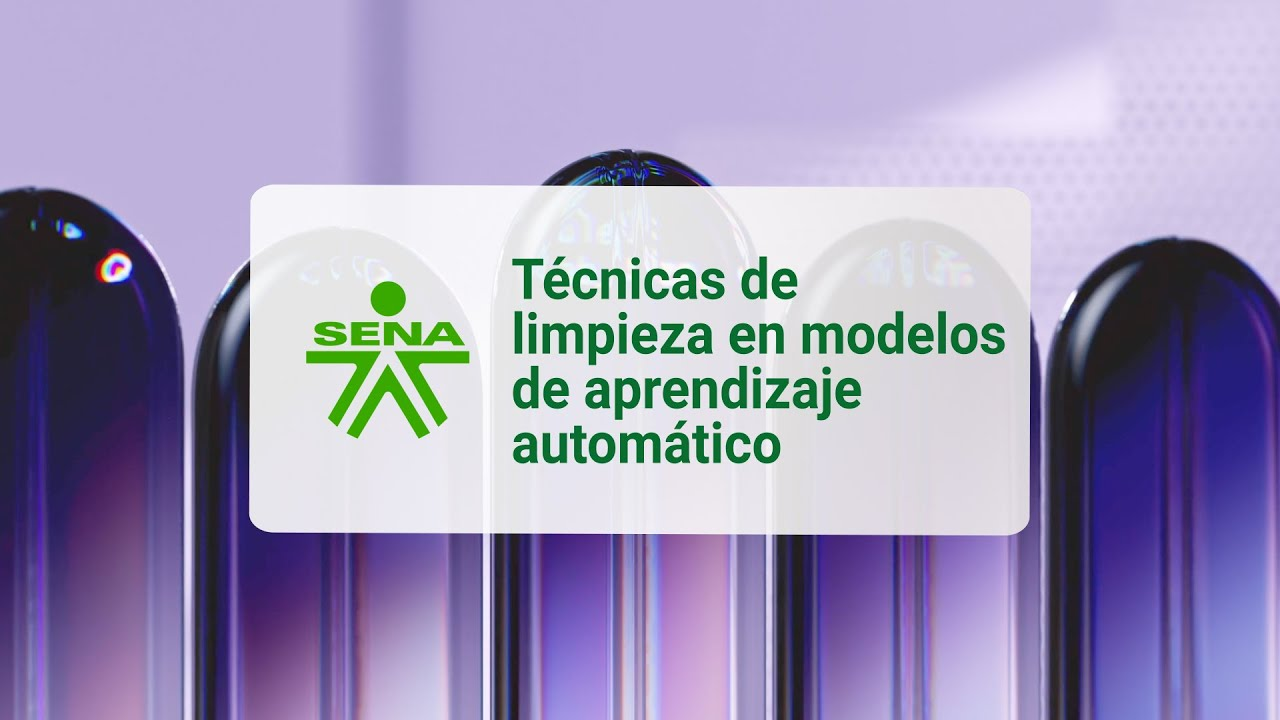 SENA
Técnicas de
limpieza en modelos
de aprendizaje
automático